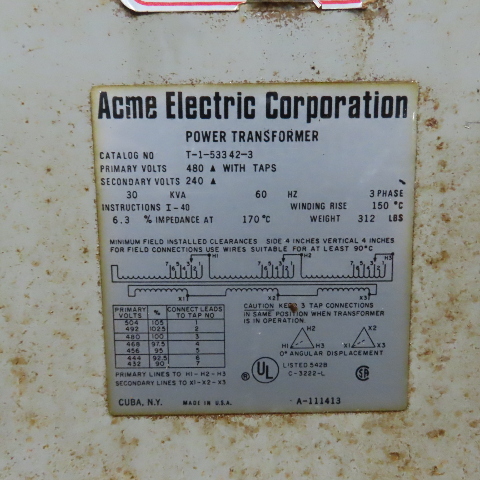 Acme Electric Corporation
POWER TRANSFORMER
CATALOG NO T-1-53342-3
PRIMARY VOLTS 480 ▲ WITH TAPS
SECONDARY VOLTS 240 ▲
30 KVA 60 HZ 3 PHASE
INSTRUCTIONS I-40 WINDING RISE 150 °C
6.3 % IMPEDANCE AT 170 °C WEIGHT 312 LBS
MINIMUM FIELD INSTALLED CLEARANCES SIDE 4 INCHES VERTICAL 4 INCHES
FOR FIELD CONNECTIONS USE WIRES SUITABLE FOR AT LEAST 90°C
H1 H2 H3
X1 X2 X3
PRIMARY VOLTS % CONNECT LEADS TO TAP NO
504 105 1
492 102.5 2
480 100 3
468 97.5 4
456 95 5
444 92.5 6
432 90 7
PRIMARY LINES TO H1 - H2 - H3
SECONDARY LINES TO X1 - X2 - X3
CAUTION KEEP 3 TAP CONNECTIONS
IN SAME POSITION WHEN TRANSFORMER
IS IN OPERATION.
H2 X2
H1 H3 X1 X3
0° ANGULAR DISPLACEMENT
UL ® LISTED 542B
C-3222-L
CUBA, N.Y. MADE IN U.S.A. A-111413